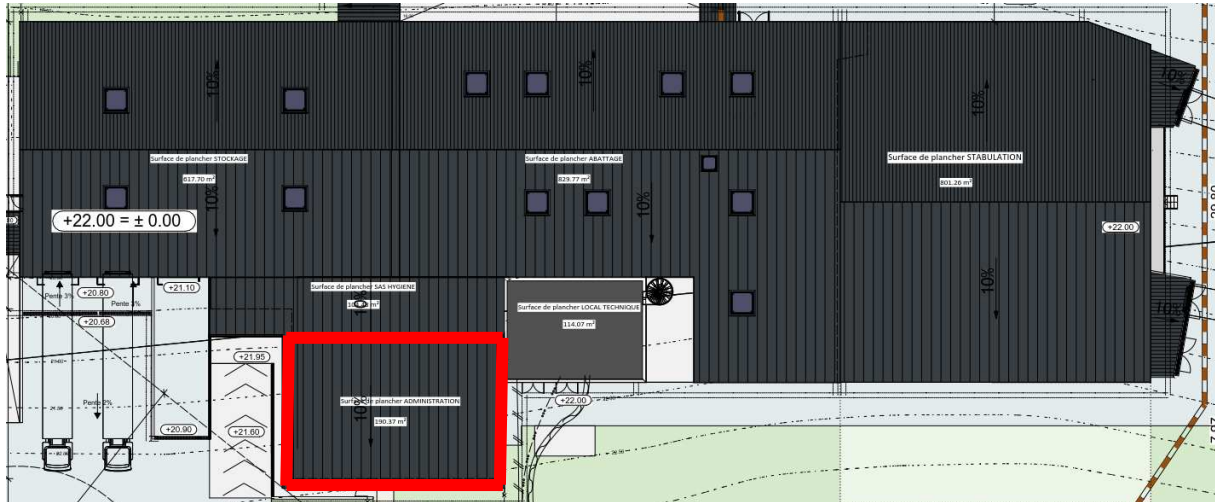 10%
10%
10%
10%
10%
Surface de plancher STOCKAGE
617.70 m²
Surface de plancher ABATTAGE
829.77 m²
Surface de plancher STABULATION
801.26 m²
10%
10%
+22.00 = ± 0.00
+22.00
20.80
10%
Surface de plancher SAS HYGIENE
10%
10%
Pente 3%
+20.80
Pente 3%
+21.10
+20.68
Surface de plancher LOCAL TECHNIQUE
114.07 m²
+21.95
Surface de plancher ADMINISTRATION
190.37 m²
10%
+22.00
Pente 2%
+20.90
+21.60